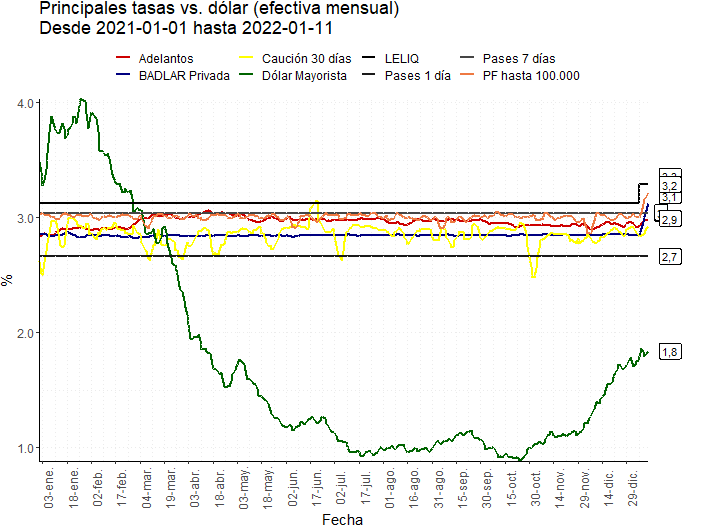 Principales tasas vs. dólar (efectiva mensual)
Desde 2021-01-01 hasta 2022-01-11
Adelantos Caución 30 días LELIQ Pases 7 días
BADLAR Privada Dólar Mayorista Pases 1 día PF hasta 100.000
4.0
3.0
2.0
1.0
%
3,2
3,1
2,9
2,7
1,8
03-ene. 18-ene. 02-feb. 17-feb. 04-mar. 19-mar. 03-abr. 18-abr. 03-may. 18-may. 02-jun. 17-jun. 02-jul. 17-jul. 01-ago. 16-ago. 31-ago. 15-sep. 30-sep. 15-oct. 30-oct. 14-nov. 29-nov. 14-dic. 29-dic.
Fecha